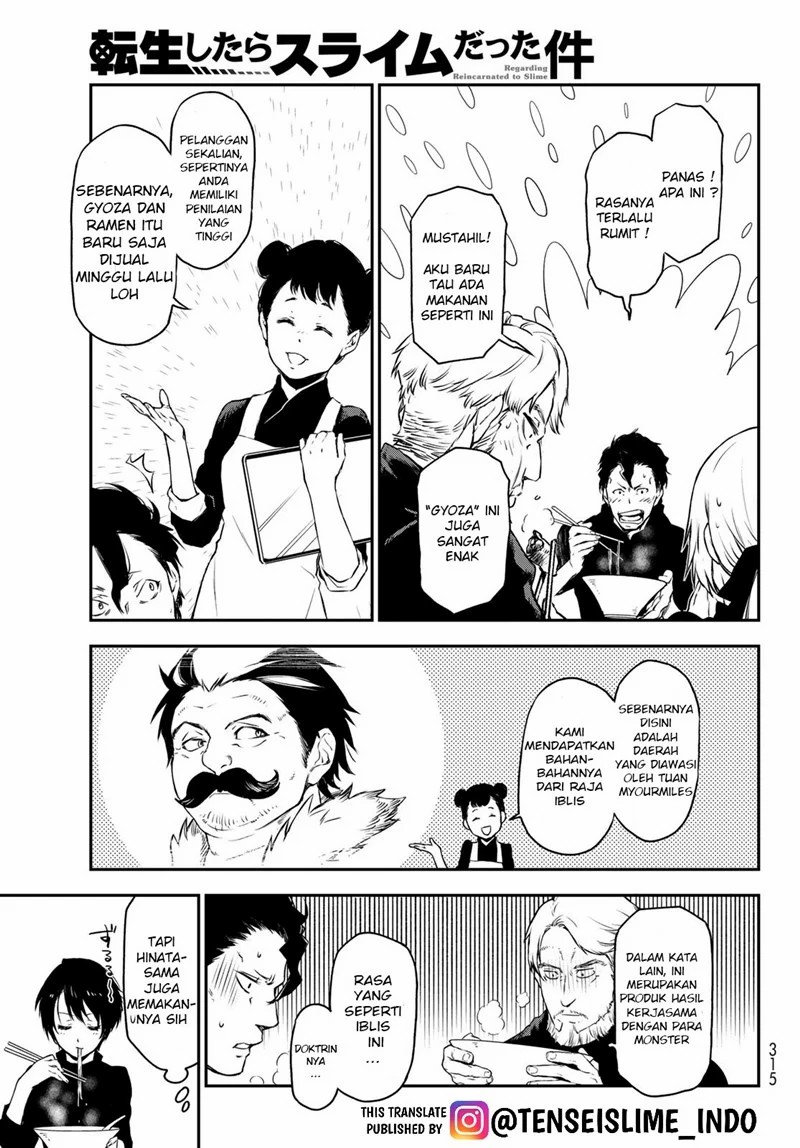 転生したらスライムだった件
Regarding
Reincarnated to Slime
PANAS !
APA INI ?
RASANYA
TERLALU
RUMIT !
MUSTAHIL!
AKU BARU
TAU ADA
MAKANAN
SEPERTI INI
"GYOZA" INI
JUGA
SANGAT
ENAK
PELANGGAN
SEKALIAN,
SEPERTINYA
ANDA
MEMILIKI
PENILAIAN
YANG
TINGGI
SEBENARNYA,
GYOZA DAN
RAMEN ITU
BARU SAJA
DIJUAL
MINGGU LALU
LOH
SEBENARNYA
DISINI
ADALAH
DAERAH
YANG DIAWASI
OLEH TUAN
MYOURMILES
KAMI
MENDAPATKAN
BAHAN-
BAHANNYA
DARI RAJA
IBLIS
DALAM KATA
LAIN, INI
MERUPAKAN
PRODUK HASIL
KERJASAMA
DENGAN PARA
MONSTER
RASA YANG
SEPERTI
IBLIS INI
...
DOKTRIN
NYA
...
TAPI
HINATA-
SAMA
JUGA
MEMAKAN-
NYA SIH
ずるる〜
315
THIS TRANSLATE
PUBLISHED BY
@TENSEISLIME_INDO